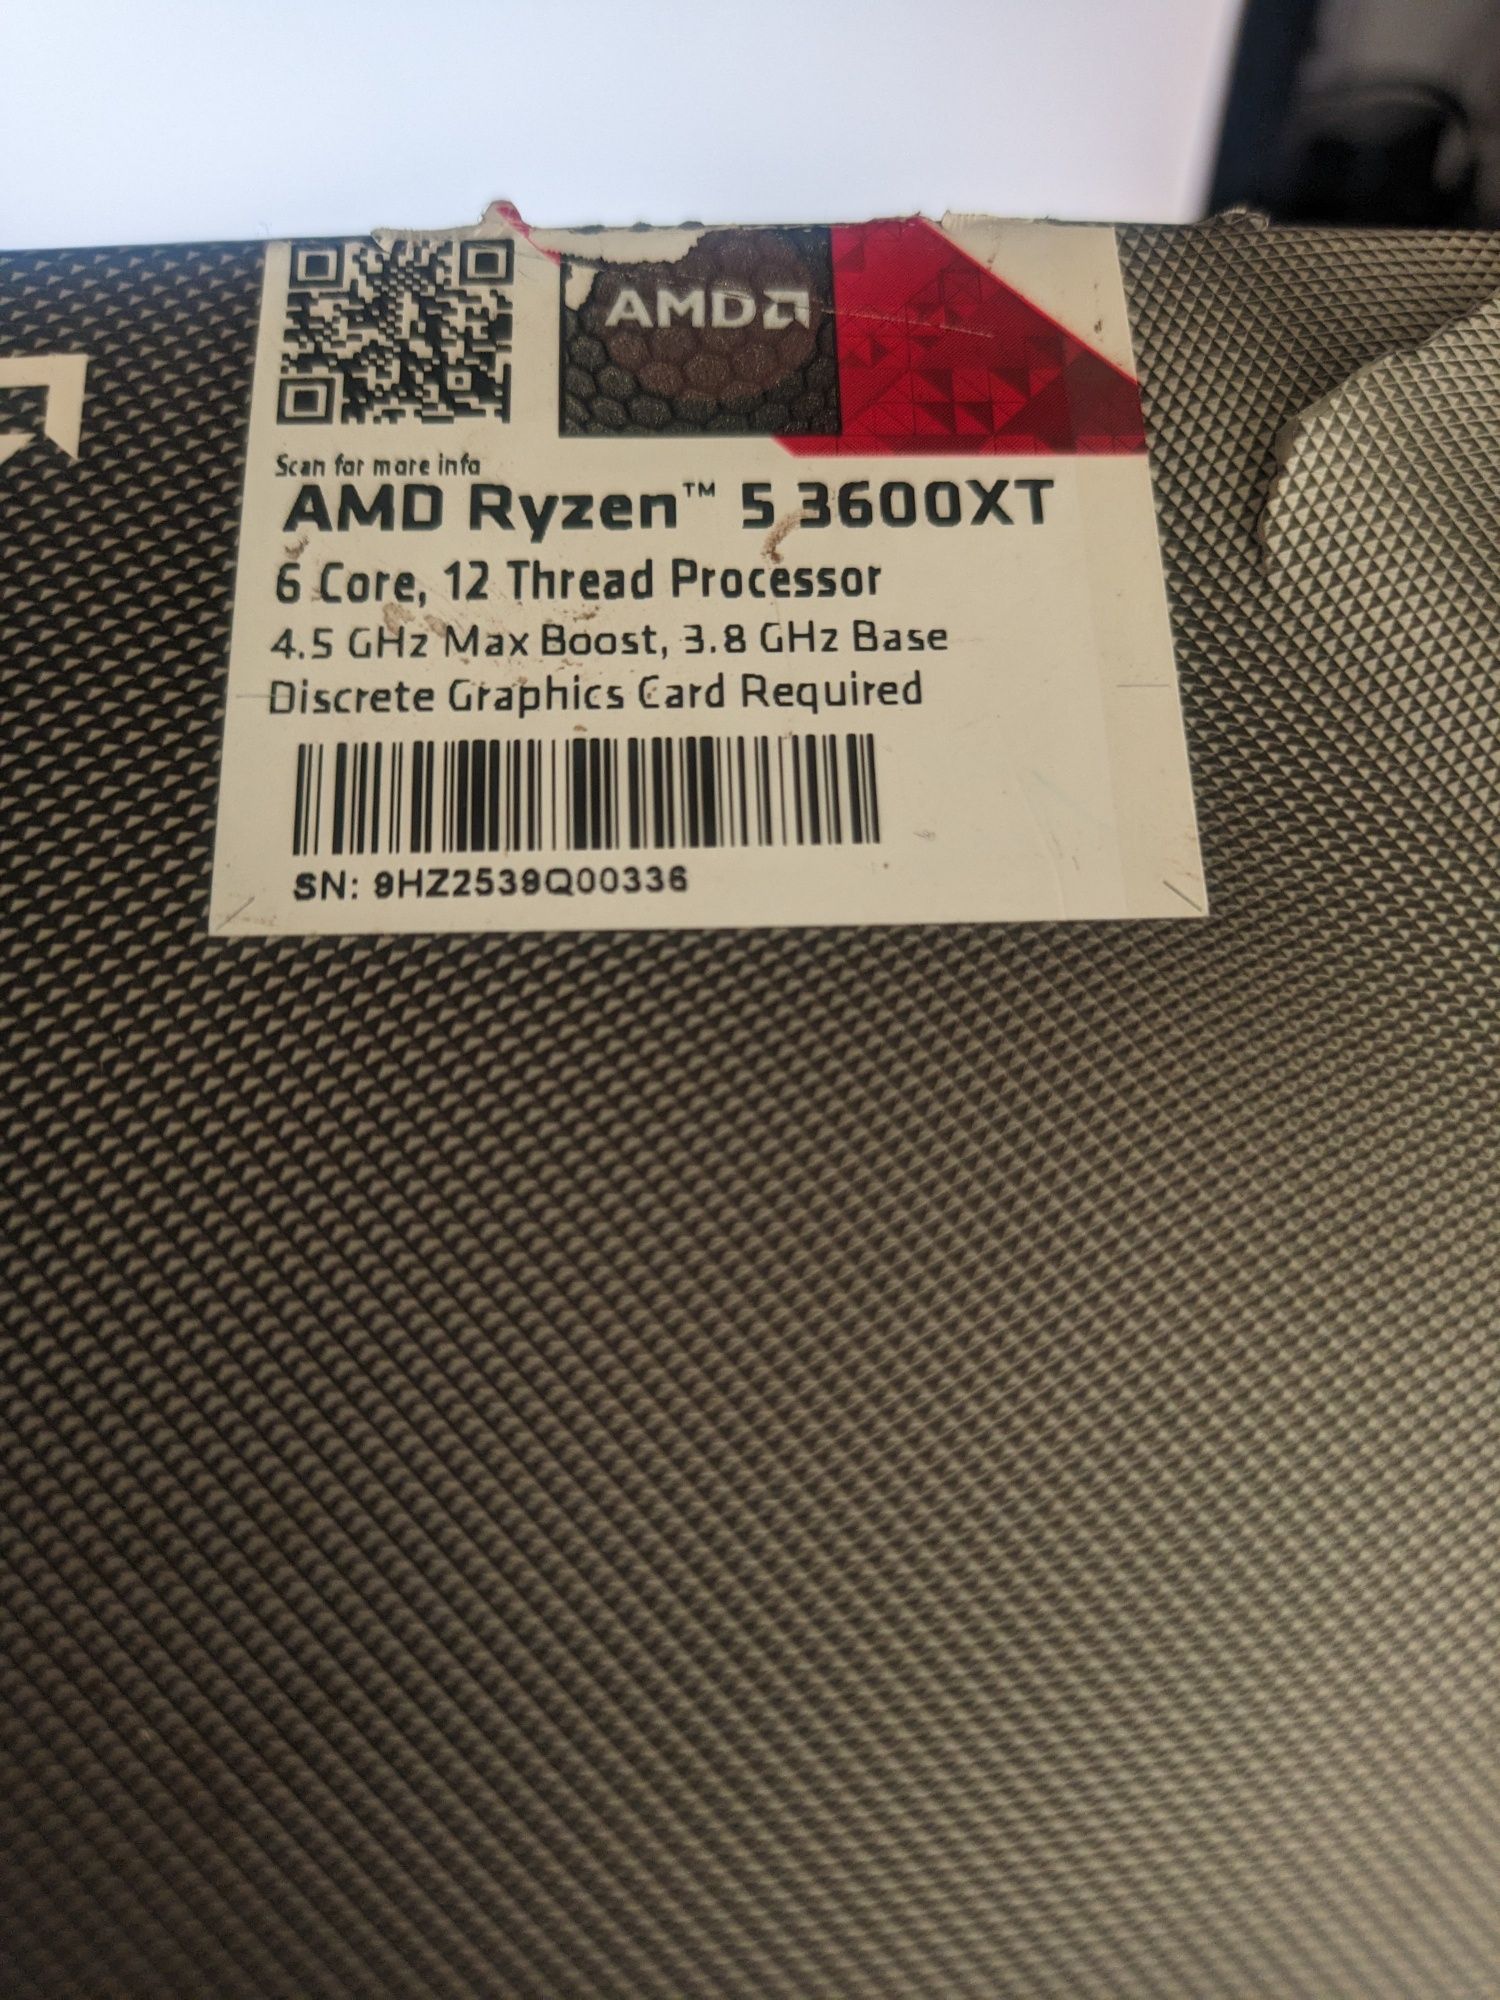 AMD
Scan for more info
AMD Ryzen™ 5 3600XT
6 Core, 12 Thread Processor
4.5 GHz Max Boost, 3.8 GHz Base
Discrete Graphics Card Required
SN: 9HZ2539Q00336